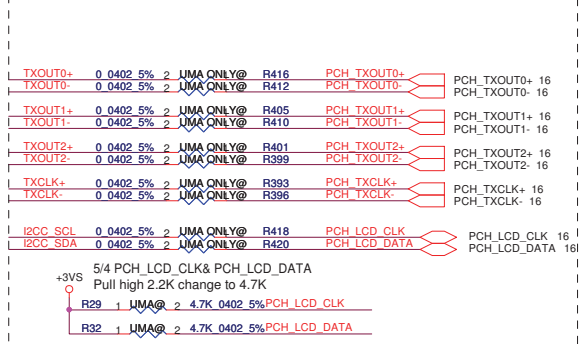 TXOUT0+ 0_0402_5% 2 UMA ONLY@ R416 PCH_TXOUT0+ PCH_TXOUT0+ 16
TXOUT0- 0_0402_5% 2 UMA ONLY@ R412 PCH_TXOUT0- PCH_TXOUT0- 16
TXOUT1+ 0_0402_5% 2 UMA ONLY@ R405 PCH_TXOUT1+ PCH_TXOUT1+ 16
TXOUT1- 0_0402_5% 2 UMA ONLY@ R410 PCH_TXOUT1- PCH_TXOUT1- 16
TXOUT2+ 0_0402_5% 2 UMA ONLY@ R401 PCH_TXOUT2+ PCH_TXOUT2+ 16
TXOUT2- 0_0402_5% 2 UMA ONLY@ R399 PCH_TXOUT2- PCH_TXOUT2- 16
TXCLK+ 0_0402_5% 2 UMA ONLY@ R393 PCH_TXCLK+ PCH_TXCLK+ 16
TXCLK- 0_0402_5% 2 UMA ONLY@ R396 PCH_TXCLK- PCH_TXCLK- 16
I2CC_SCL 0_0402_5% 2 UMA ONLY@ R418 PCH_LCD_CLK PCH_LCD_CLK 16
I2CC_SDA 0_0402_5% 2 UMA ONLY@ R420 PCH_LCD_DATA PCH_LCD_DATA 16
5/4 PCH_LCD_CLK& PCH_LCD_DATA
+3VS Pull high 2.2K change to 4.7K
R29 1 UMA@ 2 4.7K_0402_5% PCH_LCD_CLK
R32 1 UMA@ 2 4.7K_0402_5% PCH_LCD_DATA